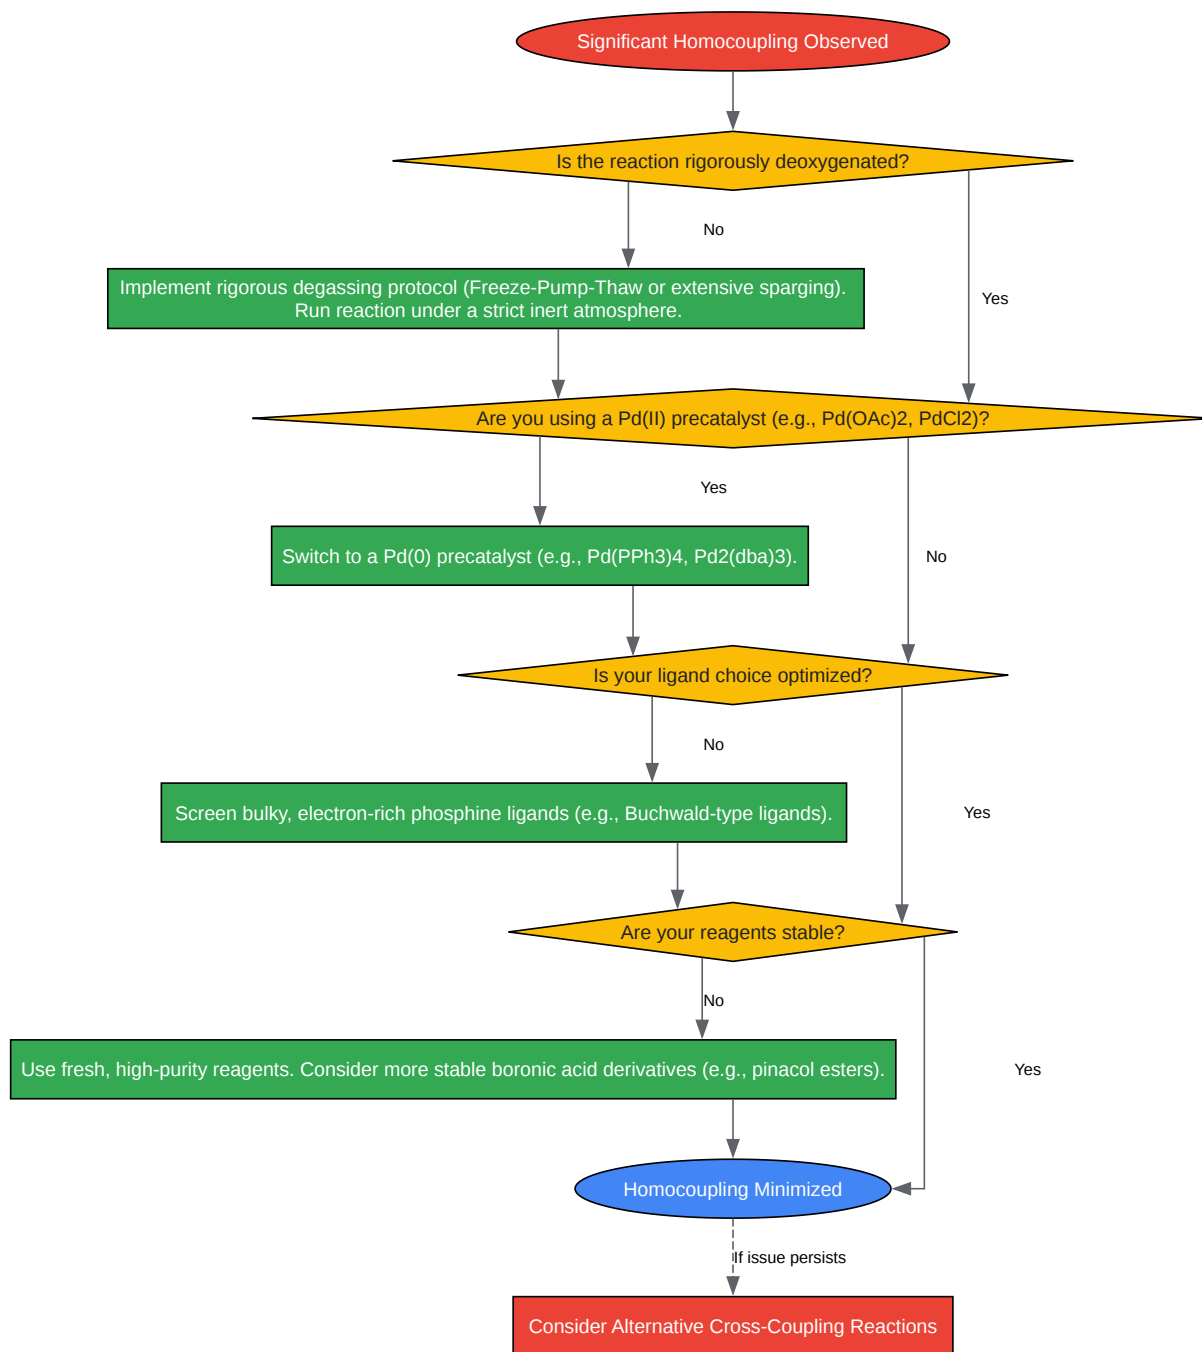 Significant Homocoupling Observed
Is the reaction rigorously deoxygenated?
No
Implement rigorous degassing protocol (Freeze-Pump-Thaw or extensive sparging).
Run reaction under a strict inert atmosphere.
Yes
Are you using a Pd(II) precatalyst (e.g., Pd(OAc)2, PdCl2)?
Yes
Switch to a Pd(0) precatalyst (e.g., Pd(PPh3)4, Pd2(dba)3).
No
Is your ligand choice optimized?
No
Screen bulky, electron-rich phosphine ligands (e.g., Buchwald-type ligands).
Yes
Are your reagents stable?
No
Use fresh, high-purity reagents. Consider more stable boronic acid derivatives (e.g., pinacol esters).
Yes
Homocoupling Minimized
If issue persists
Consider Alternative Cross-Coupling Reactions